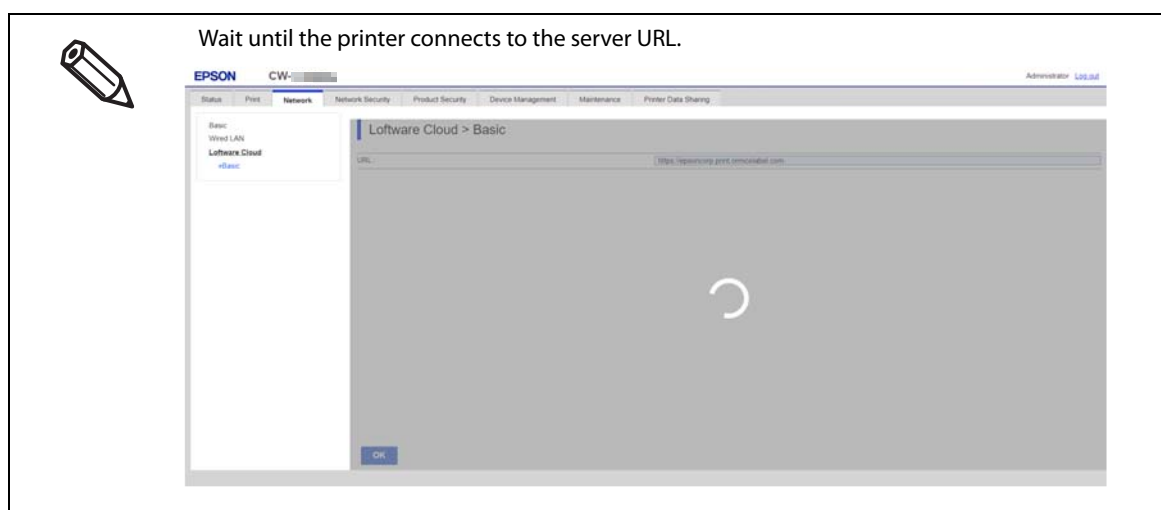 Wait until the printer connects to the server URL.
EPSON CW-
Administrator Log out
Status Print Network Network Security Product Security Device Management Maintenance Printer Data Sharing
Basic
Wired LAN
Loftware Cloud
»Basic
Loftware Cloud > Basic
URL :
OK